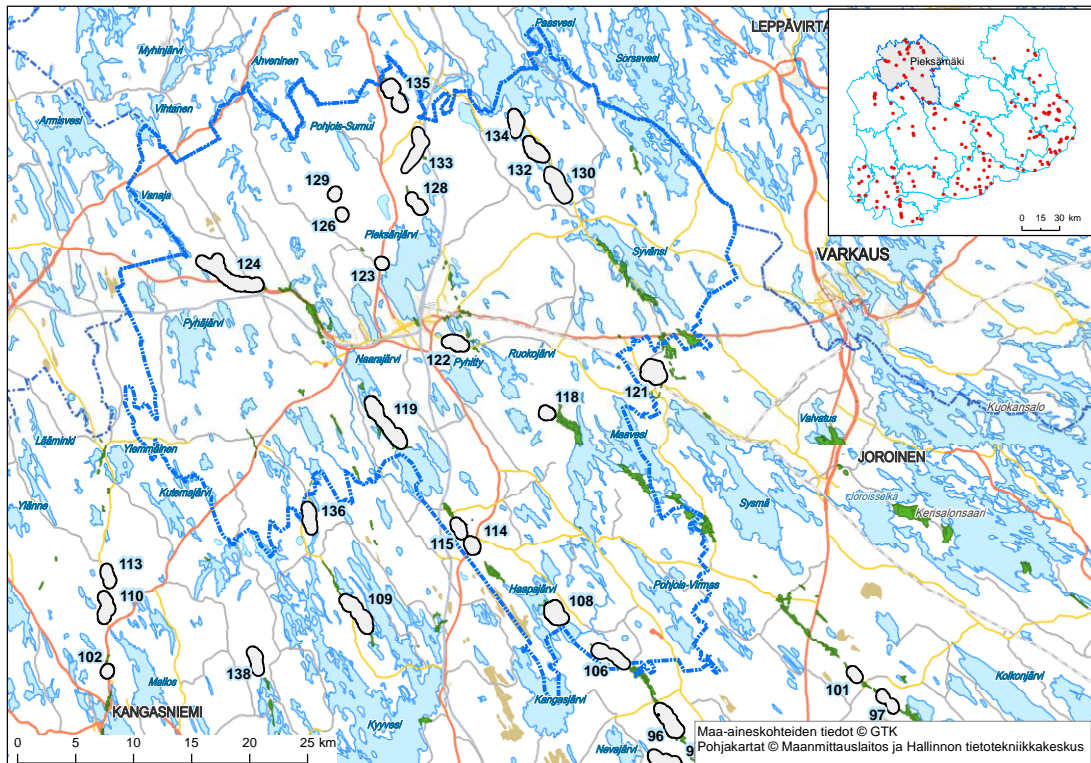 Paasvesi
LEPPÄVIRTA
Myhinjärvi
Ahveninen
Sorsavesi
Pieksämäki
135
Vihtanen
Armisvesi
Pohjois-Sumui
134
133
132
130
129
128
Vanaja
126
0 15 30 km
Pieksänjärvi
Syvänsi
VARKAUS
124
123
Pyhäjärvi
122
Pyhitty
Ruokojärvi
Naarajärvi
121
119
118
Kuokansalo
Maavesi
Valvatus
Lääminki
Ylemmäinen
JOROINEN
Kutemajärvi
Joroisselkä
Ylänne
Sysmä
Kerisalonsaari
136
114
115
113
Haapajärvi
Pohjois-Virmas
110
109
108
102
138
106
Mallos
101
Kolkonjärvi
KANGASNIEMI
Kangasjärvi
97
Kyyvesi
96
Nevajärvi
Maa-aineskohteiden tiedot © GTK
Pohjakartat © Maanmittauslaitos ja Hallinnon tietotekniikkakeskus
0 5 10 15 20 25 km